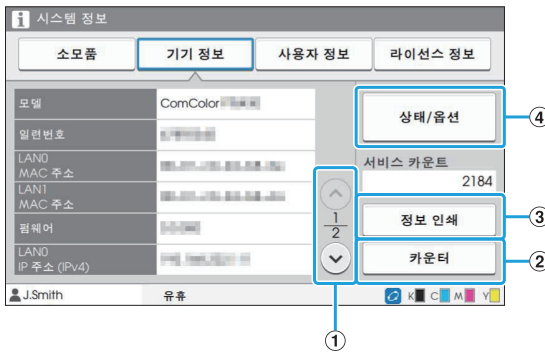 i 시스템 정보
소모품 기기 정보 사용자 정보 라이선스 정보
모델 ComColor
일련번호
LAN0
MAC 주소
LAN1
MAC 주소
펌웨어
LAN0
IP 주소 (IPv4)
1
2
상태/옵션
④
서비스 카운트
2184
정보 인쇄
③
카운터
②
J.Smith 유휴 K C M Y
①